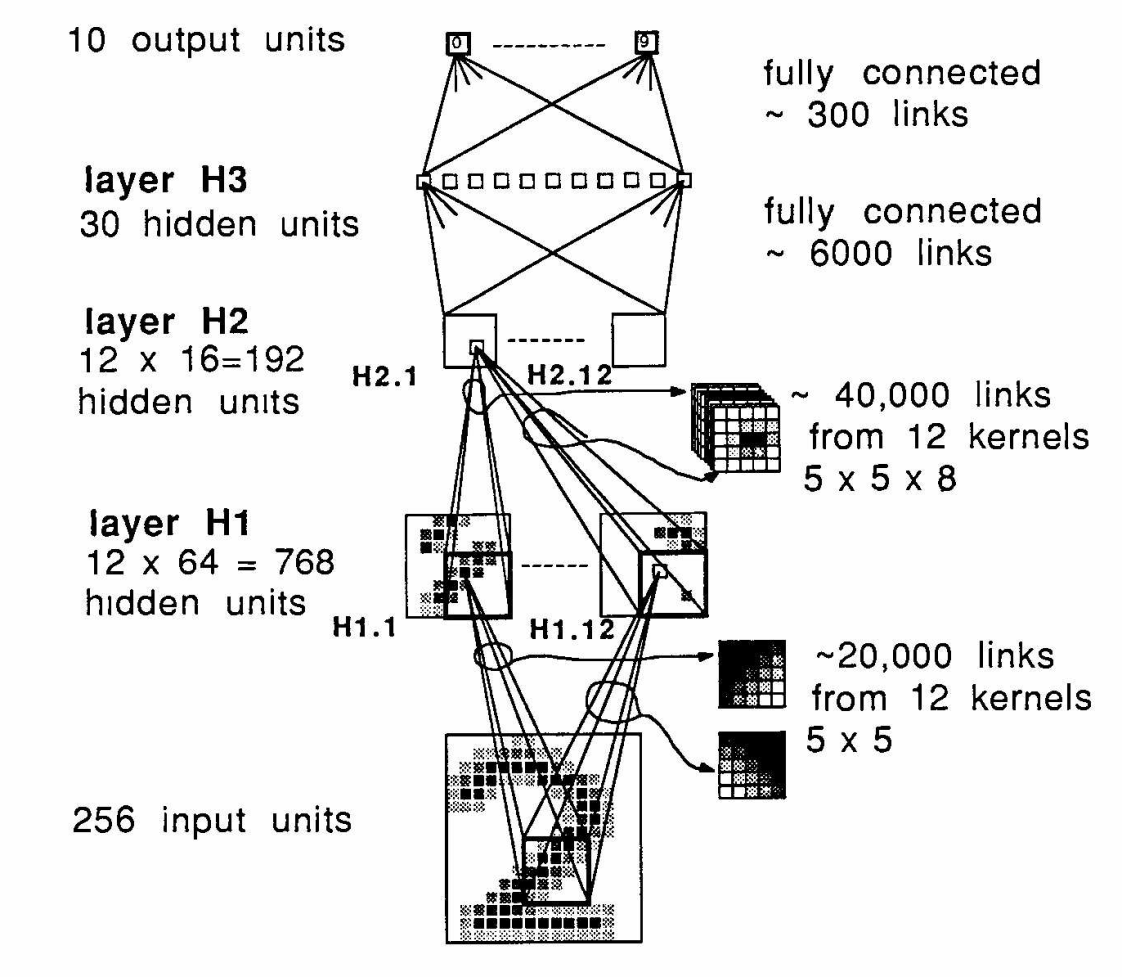 10 output units
0
9
fully connected
~ 300 links
layer H3
30 hidden units
fully connected
~ 6000 links
layer H2
12 x 16=192
hidden units
H2.1
H2.12
~ 40,000 links
from 12 kernels
5 x 5 x 8
layer H1
12 x 64 = 768
hidden units
H1.1
H1.12
~20,000 links
from 12 kernels
5 x 5
256 input units